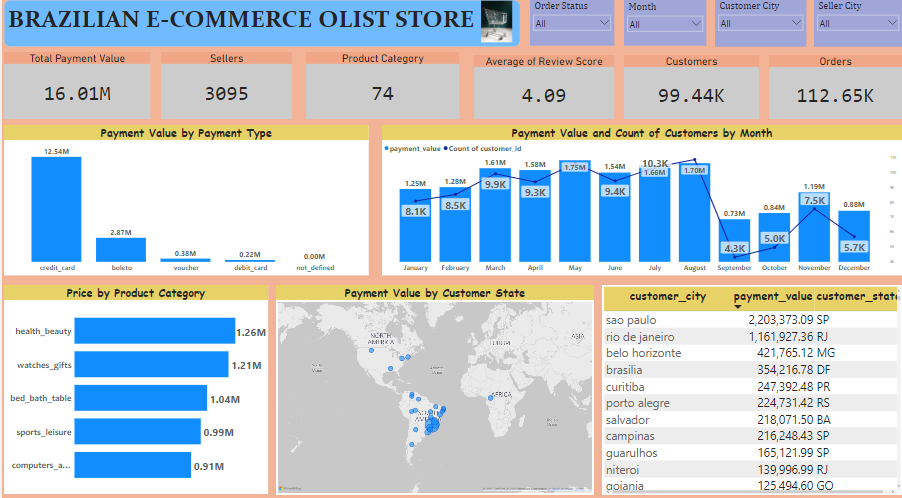 BRAZILIAN E-COMMERCE OLIST STORE
Order Status
All
Month
All
Customer City
All
Seller City
All
Total Payment Value
16.01M
Sellers
3095
Product Category
74
Average of Review Score
4.09
Customers
99.44K
Orders
112.65K
Payment Value by Payment Type
12.54M
2.87M
0.38M
0.22M
0.00M
credit_card
boleto
voucher
debit_card
not_defined
Payment Value and Count of Customers by Month
payment_value
Count of customer_id
1.25M
1.28M
1.61M
1.58M
1.75M
1.54M
1.66M
1.70M
0.73M
0.84M
1.19M
0.88M
8.1K
8.5K
9.9K
9.3K
9.4K
10.3K
4.3K
5.0K
7.5K
5.7K
January
February
March
April
May
June
July
August
September
October
November
December
Price by Product Category
health_beauty 1.26M
watches_gifts 1.21M
bed_bath_table 1.04M
sports_leisure 0.99M
computers_a... 0.91M
Payment Value by Customer State
NORTH
AMERICA
EUROPE
ASIA
AFRICA
customer_city payment_value customer_state
sao paulo 2,203,373.09 SP
rio de janeiro 1,161,927.36 RJ
belo horizonte 421,765.12 MG
brasilia 354,216.78 DF
curitiba 247,392.48 PR
porto alegre 224,731.42 RS
salvador 218,071.50 BA
campinas 216,248.43 SP
guarulhos 165,121.99 SP
niteroi 139,996.99 RJ
goiania 125,494.60 GO